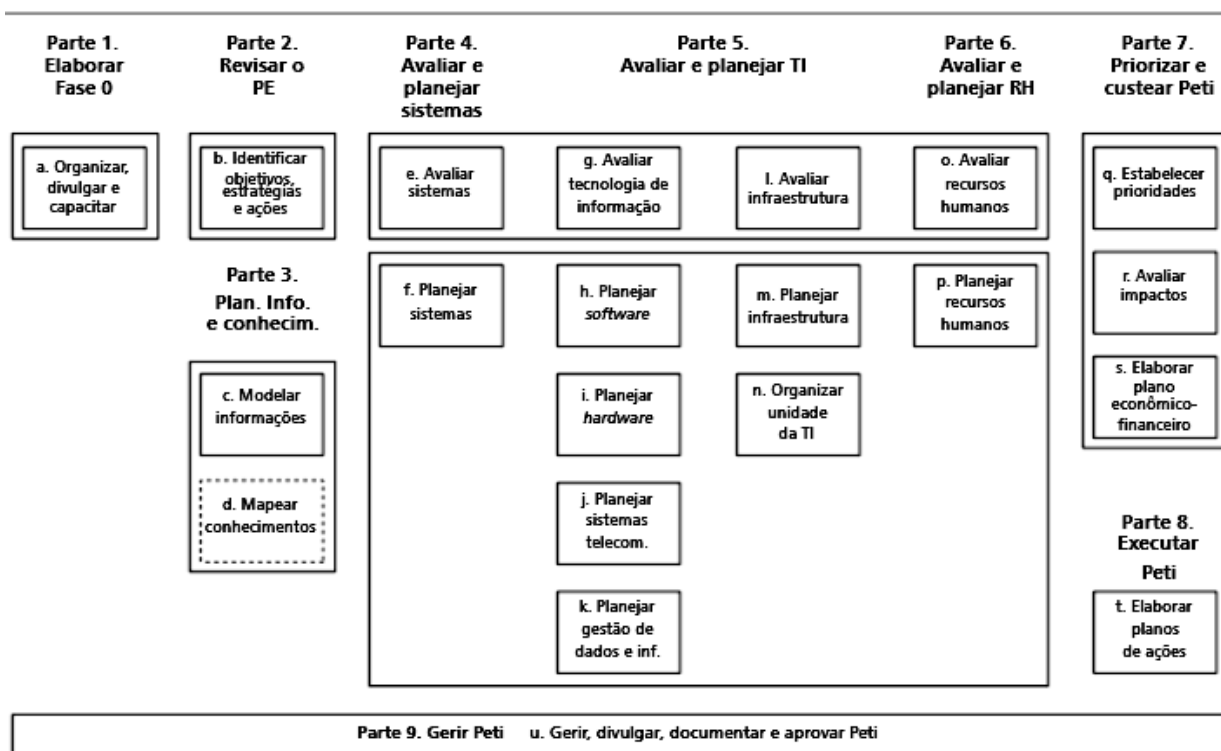 Parte 1.
Elaborar
Fase 0
a. Organizar,
divulgar e
capacitar
Parte 2.
Revisar o
PE
b. Identificar
objetivos,
estratégias
e ações
Parte 3.
Plan. Info.
e conhecim.
c. Modelar
informações
d. Mapear
conhecimentos
Parte 4.
Avaliar e
planejar
sistemas
e. Avaliar
sistemas
f. Planejar
sistemas
Parte 5.
Avaliar e planejar TI
g. Avaliar
tecnologia de
informação
h. Planejar
software
i. Planejar
hardware
j. Planejar
sistemas
telecom.
k. Planejar
gestão de
dados e inf.
l. Avaliar
infraestrutura
m. Planejar
infraestrutura
n. Organizar
unidade
da TI
Parte 6.
Avaliar e
planejar RH
o. Avaliar
recursos
humanos
p. Planejar
recursos
humanos
Parte 7.
Priorizar e
custear Peti
q. Estabelecer
prioridades
r. Avaliar
impactos
s. Elaborar
plano
econômico-
financeiro
Parte 8.
Executar
Peti
t. Elaborar
planos
de ações
Parte 9. Gerir Peti u. Gerir, divulgar, documentar e aprovar Peti